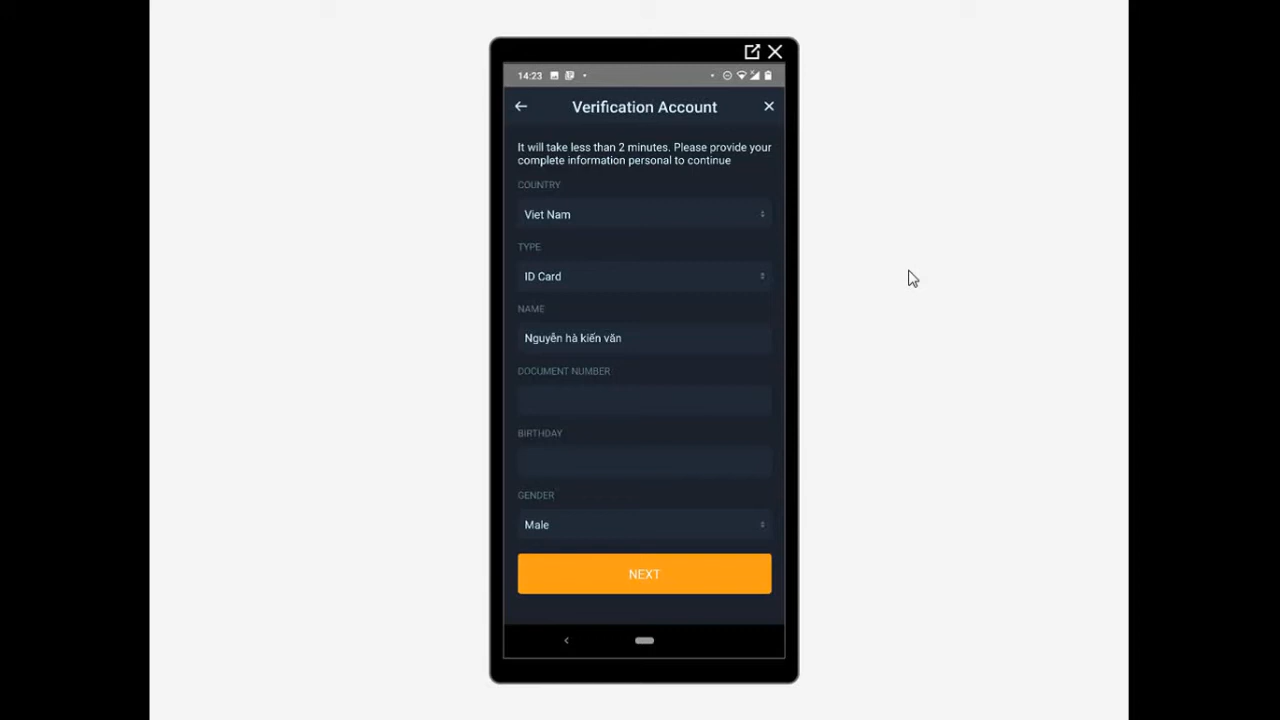 14:23
Verification Account
It will take less than 2 minutes. Please provide your
complete information personal to continue
COUNTRY
Viet Nam
TYPE
ID Card
NAME
Nguyễn hà kiến văn
DOCUMENT NUMBER
BIRTHDAY
GENDER
Male
NEXT